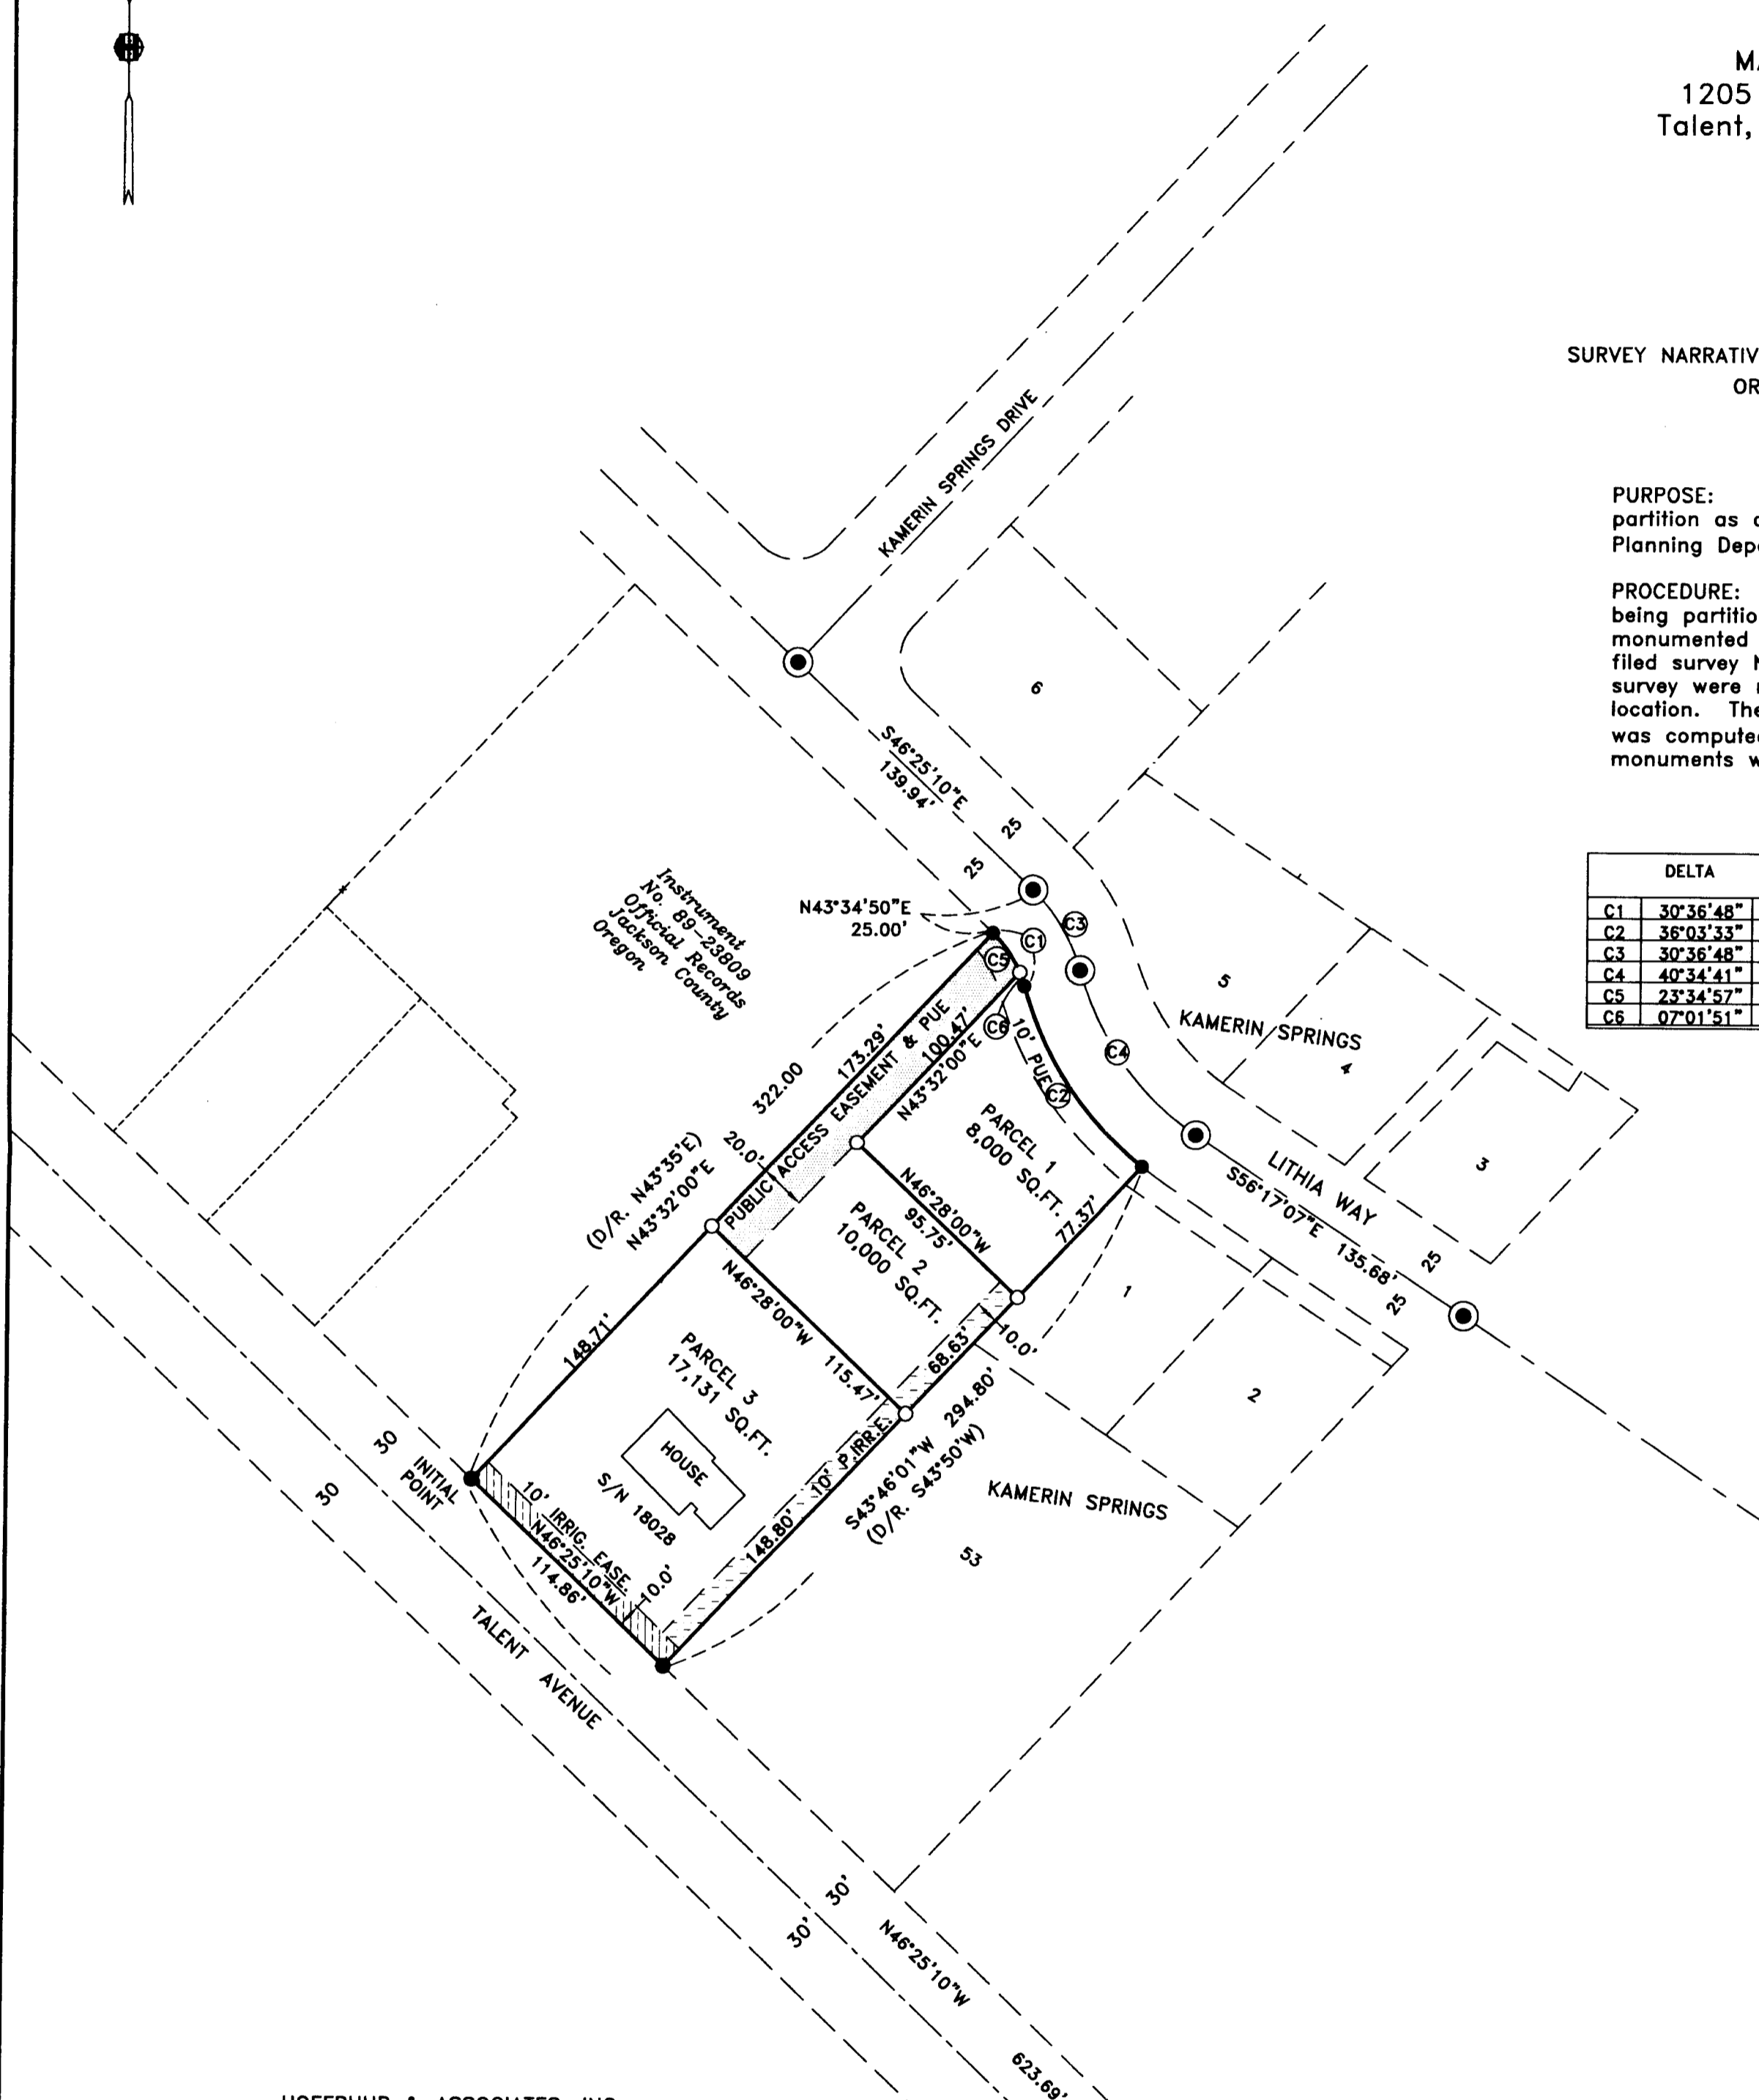 MA
1205
Talent,
SURVEY NARRATIV
OR
PURPOSE:
partition as
Planning Dep
PROCEDURE:
being partitio
monumented
filed survey
survey were
location. The
was compute
monuments w
DELTA
C1 30°36'48"
C2 36°03'33"
C3 30°36'48"
C4 40°34'41"
C5 23°34'57"
C6 07°01'51"
KAMERIN SPRINGS DRIVE
6
S46°25'10"E
139.94'
25
25
N43°34'50"E
25.00'
C3
C1
C5
C6
C4
C2
Instrument
No. 89-23809
Official Records
Jackson County
Oregon
5
KAMERIN SPRINGS
4
3
LITHIA WAY
S56°17'07"E 135.68'
25
25
322.00
173.29'
PUBLIC ACCESS EASEMENT & PUE
100.47'
N43°32'00"E
10' PUE
20.0'
(D/R. N43°35'E)
N43°32'00"E
PARCEL 1
8,000 SQ.FT.
77.37'
N46°28'00"W
95.75'
PARCEL 2
10,000 SQ.FT.
1
2
N46°28'00"W 115.47'
68.63'
10.0'
148.71'
PARCEL 3
17,131 SQ.FT.
HOUSE
S/N 18028
10' P.IRR.E.
148.80'
S43°46'01"W 294.80'
(D/R. S43°50'W)
KAMERIN SPRINGS
53
30
30
INITIAL
POINT
10' IRRIG. EASE.
N46°25'10"W
114.86'
10.0'
TALENT AVENUE
30'
30'
N46°25'10"W
623.69'
HOFFBUHR & ASSOCIATES, INC.